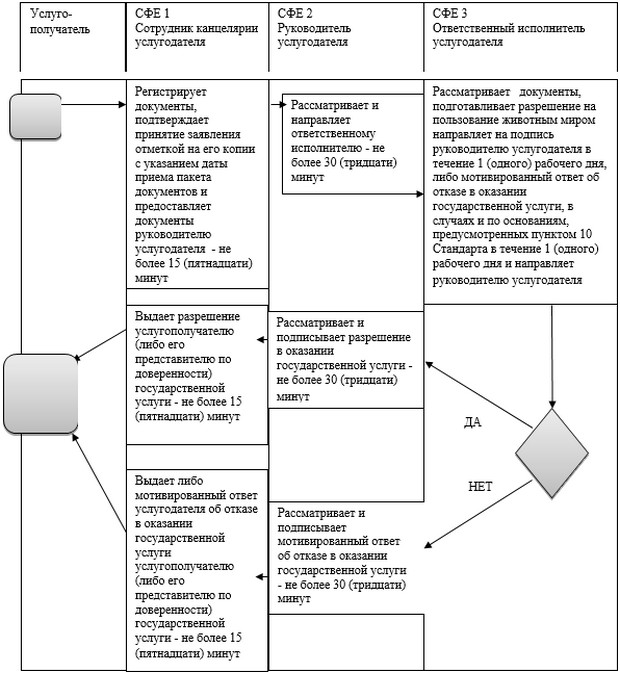 Услуго-
получатель
СФЕ 1
Сотрудник канцелярии
услугодателя
СФЕ 2
Руководитель
услугодателя
СФЕ 3
Ответственный исполнитель
услугодателя
Регистрирует
документы,
подтверждает
принятие заявления
отметкой на его копии
с указанием даты
приема пакета
документов и
предоставляет
документы
руководителю
услугодателя - не
более 15 (пятнадцати)
минут
Рассматривает и
направляет
ответственному
исполнителю - не
более 30 (тридцати)
минут
Рассматривает документы,
подготавливает разрешение на
пользование животным миром
направляет на подпись
руководителю услугодателя в
течение 1 (одного) рабочего дня,
либо мотивированный ответ об
отказе в оказании
государственной услуги, в
случаях и по основаниям,
предусмотренных пунктом 10
Стандарта в течение 1 (одного)
рабочего дня и направляет
руководителю услугодателя
Выдает разрешение
услугополучателю
(либо его
представителю по
доверенности)
государственной
услуги - не более 15
(пятнадцати) минут
Рассматривает и
подписывает разрешение
в оказании
государственной услуги -
не более 30 (тридцати)
минут
ДА
НЕТ
Выдает либо
мотивированный ответ
услугодателя об отказе
в оказании
государственной
услуги
услугополучателю
(либо его
представителю по
доверенности)
государственной
услуги - не более 15
(пятнадцати) минут
Рассматривает и
подписывает
мотивированный ответ
об отказе в оказании
государственной услуги
- не более 30 (тридцати)
минут